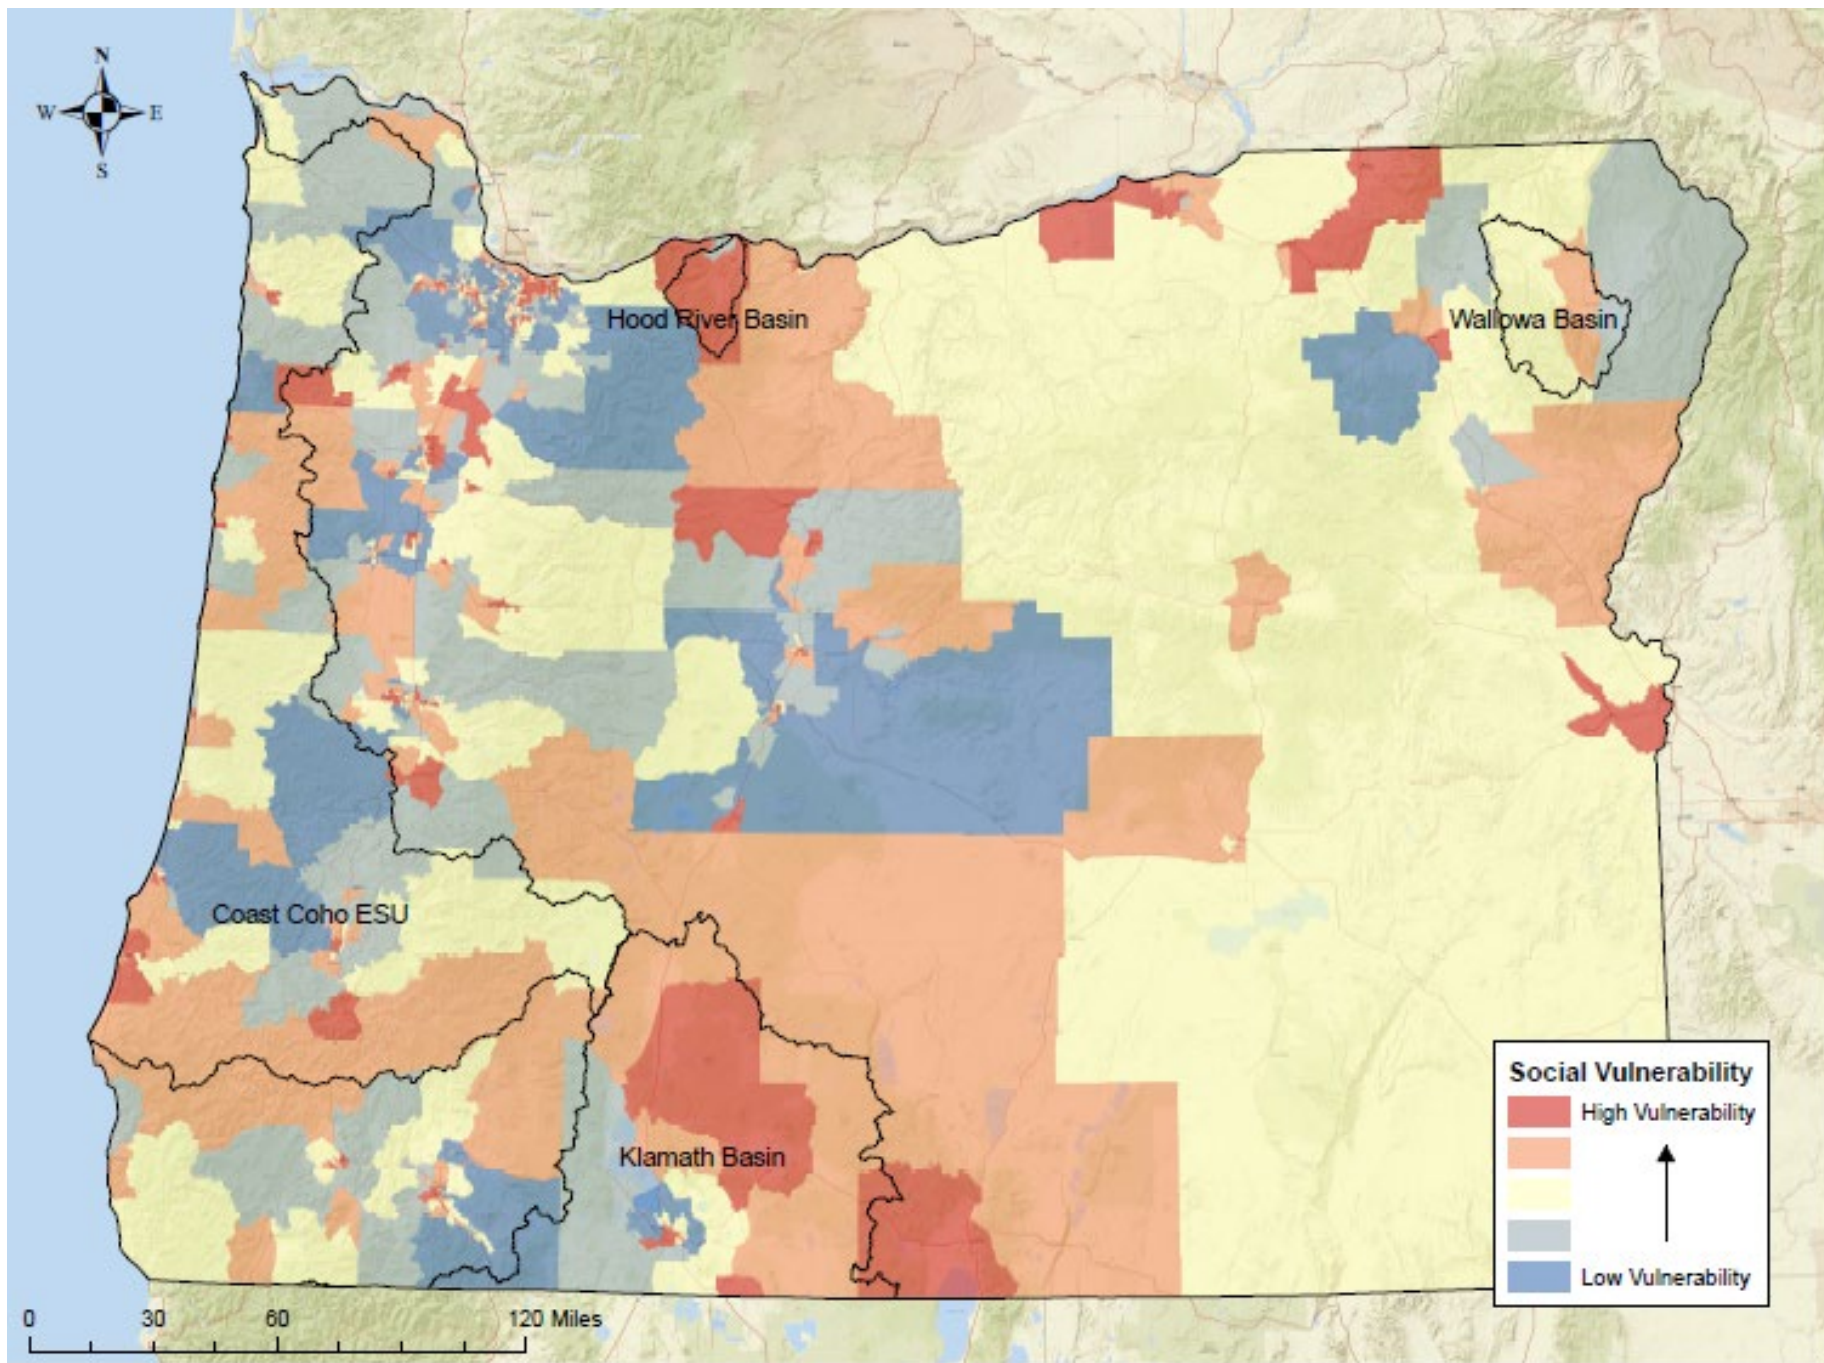 N
W E
S
Hood River Basin
Wallowa Basin
Coast Coho ESU
Klamath Basin
Social Vulnerability
High Vulnerability
Low Vulnerability
0 30 60 120 Miles